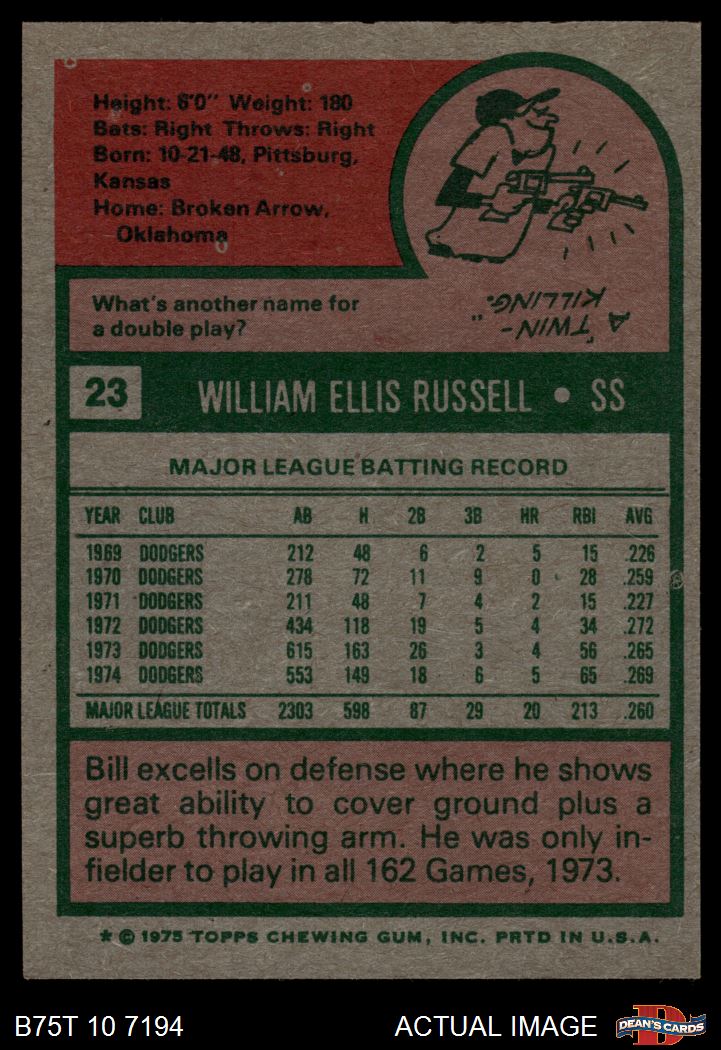 Height: 6'0" Weight: 180
Bats: Right Throws: Right
Born: 10-21-48, Pittsburg,
Kansas
Home: Broken Arrow,
Oklahoma
What's another name for
a double play?
A "TWIN-
KILLING."
23 WILLIAM ELLIS RUSSELL • SS
MAJOR LEAGUE BATTING RECORD
YEAR CLUB AB H 2B 3B HR RBI AVG
1969 DODGERS 212 48 6 2 5 15 .226
1970 DODGERS 278 72 11 9 0 28 .259
1971 DODGERS 211 48 7 4 2 15 .227
1972 DODGERS 434 118 19 5 4 34 .272
1973 DODGERS 615 163 26 3 4 56 .265
1974 DODGERS 553 149 18 6 5 65 .269
MAJOR LEAGUE TOTALS 2303 598 87 29 20 213 .260
Bill excells on defense where he shows
great ability to cover ground plus a
superb throwing arm. He was only in-
fielder to play in all 162 Games, 1973.
* © 1975 TOPPS CHEWING GUM, INC. PRTD IN U.S.A.
B75T 10 7194 ACTUAL IMAGE D DEAN'S CARDS